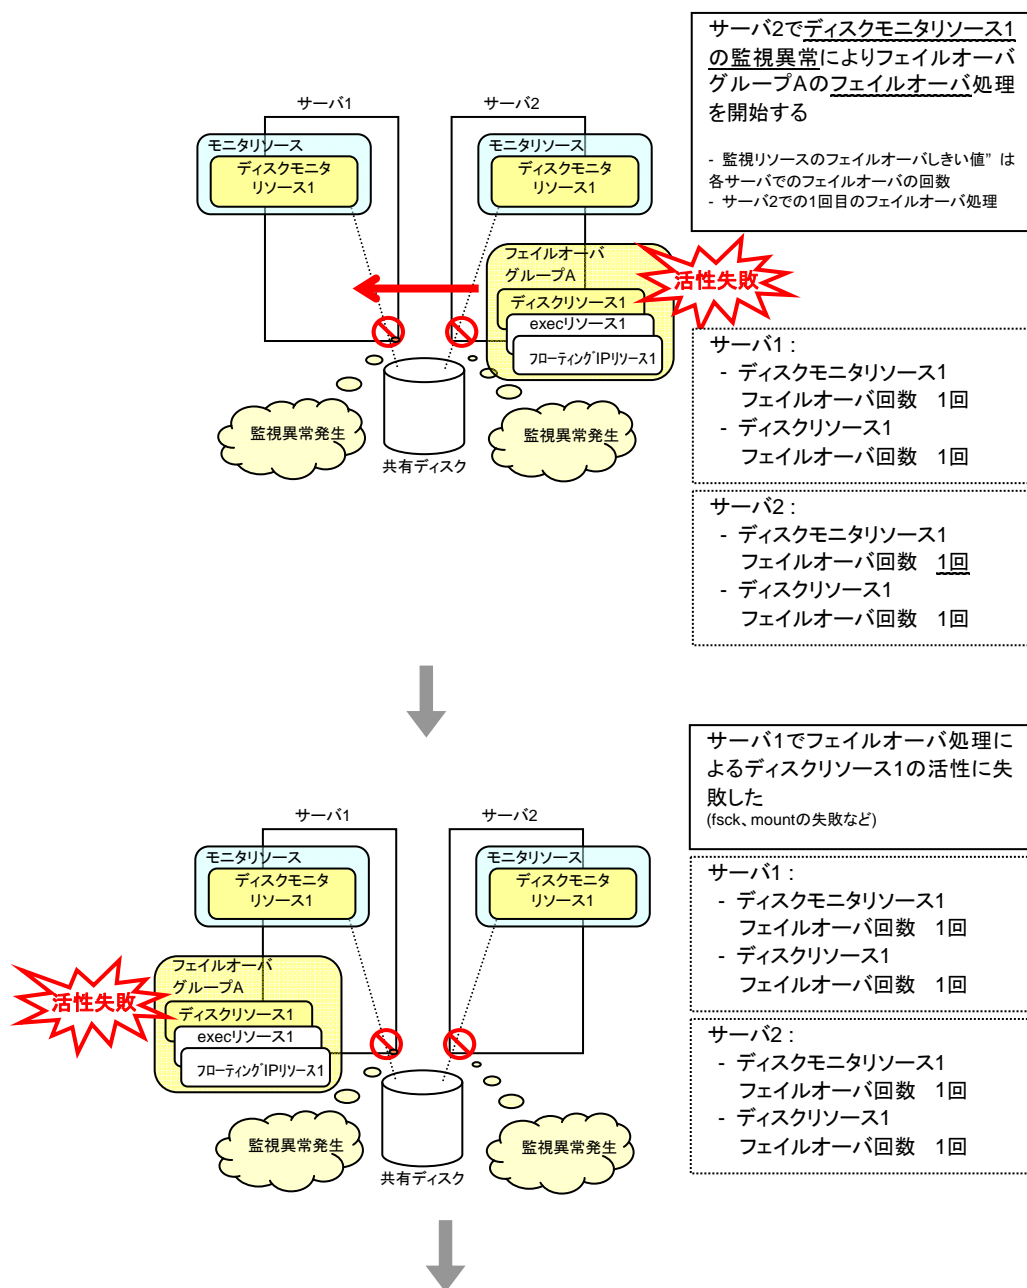 サーバ2でディスクモニタリソース1
の監視異常によりフェイルオーバ
グループAのフェイルオーバ処理
を開始する
- 監視リソースのフェイルオーバしきい値” は
各サーバでのフェイルオーバの回数
- サーバ2での1回目のフェイルオーバ処理
サーバ1
サーバ2
モニタリソース
ディスクモニタ
リソース1
モニタリソース
ディスクモニタ
リソース1
フェイルオーバ
グループA
ディスクリソース1
execリソース1
フローティングIPリソース1
活性失敗
監視異常発生
監視異常発生
共有ディスク
サーバ1 :
- ディスクモニタリソース1
フェイルオーバ回数 1回
- ディスクリソース1
フェイルオーバ回数 1回
サーバ2 :
- ディスクモニタリソース1
フェイルオーバ回数 1回
- ディスクリソース1
フェイルオーバ回数 1回
サーバ1でフェイルオーバ処理に
よるディスクリソース1の活性に失
敗した
(fsck、mountの失敗など)
サーバ1
サーバ2
モニタリソース
ディスクモニタ
リソース1
モニタリソース
ディスクモニタ
リソース1
フェイルオーバ
グループA
活性失敗
ディスクリソース1
execリソース1
フローティングIPリソース1
監視異常発生
監視異常発生
共有ディスク
サーバ1 :
- ディスクモニタリソース1
フェイルオーバ回数 1回
- ディスクリソース1
フェイルオーバ回数 1回
サーバ2 :
- ディスクモニタリソース1
フェイルオーバ回数 1回
- ディスクリソース1
フェイルオーバ回数 1回